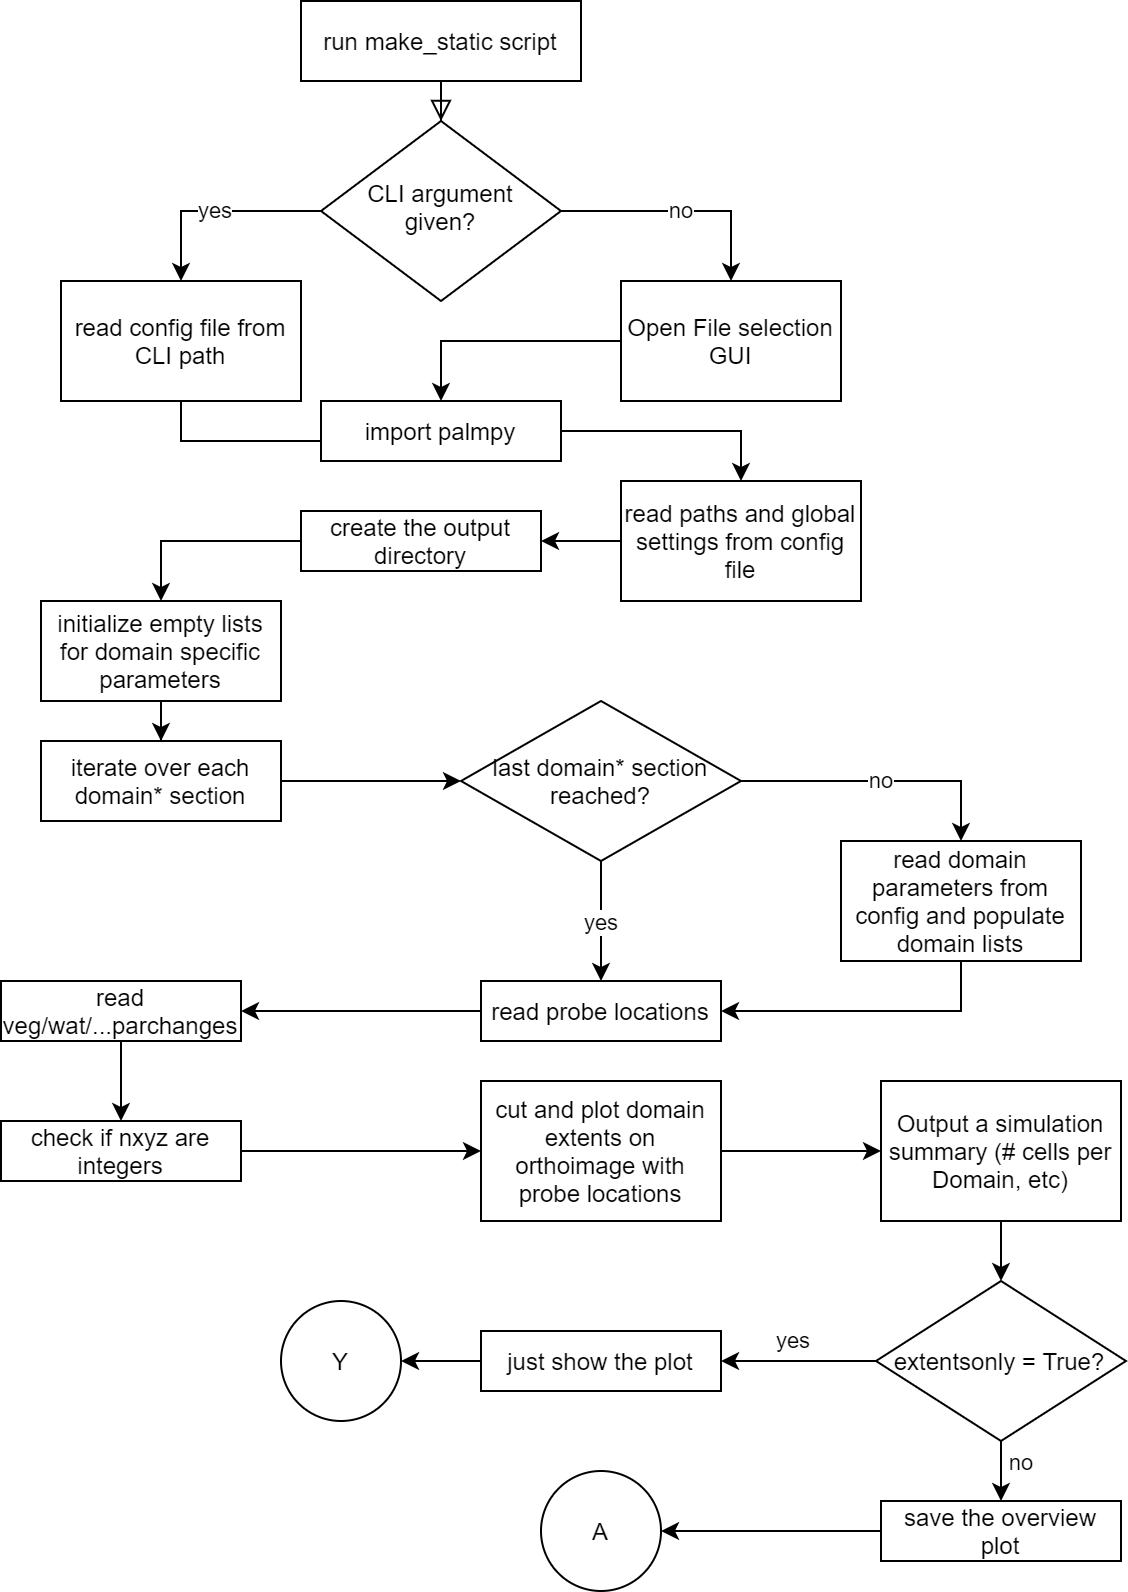 run make_static script
CLI argument
given?
yes
no
read config file from
CLI path
Open File selection
GUI
import palmpy
read paths and global
settings from config
file
create the output
directory
initialize empty lists
for domain specific
parameters
iterate over each
domain* section
last domain* section
reached?
no
read domain
parameters from
config and populate
domain lists
yes
read probe locations
read
veg/wat/...parchanges
check if nxyz are
integers
cut and plot domain
extents on
orthoimage with
probe locations
Output a simulation
summary (# cells per
Domain, etc)
extentsonly = True?
yes
just show the plot
Y
no
save the overview
plot
A